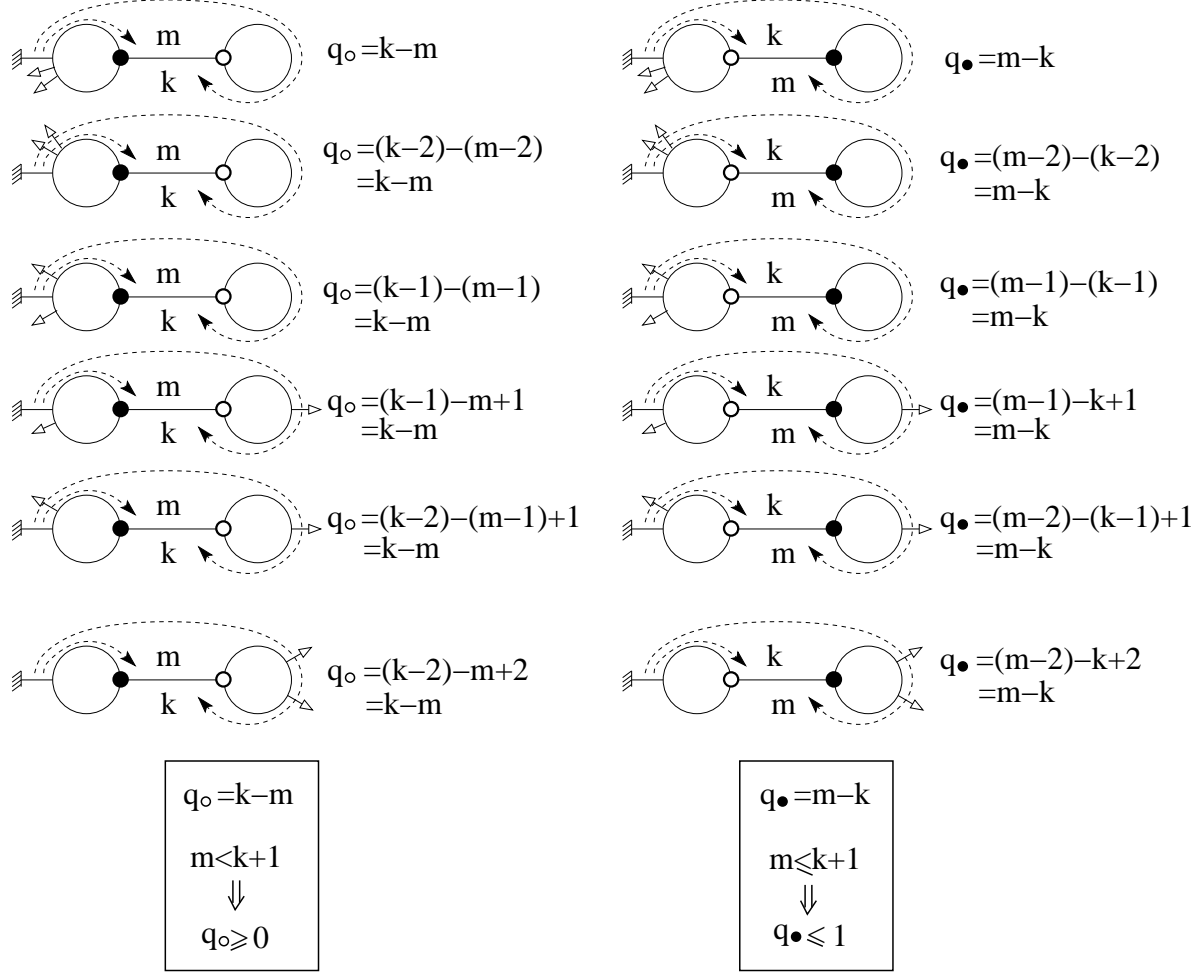 m
k
q○=k−m
k
m
q●=m−k
m
k
q○=(k−2)−(m−2)
=k−m
k
m
q●=(m−2)−(k−2)
=m−k
m
k
q○=(k−1)−(m−1)
=k−m
k
m
q●=(m−1)−(k−1)
=m−k
m
k
q○=(k−1)−m+1
=k−m
k
m
q●=(m−1)−k+1
=m−k
m
k
q○=(k−2)−(m−1)+1
=k−m
k
m
q●=(m−2)−(k−1)+1
=m−k
m
k
q○=(k−2)−m+2
=k−m
k
m
q●=(m−2)−k+2
=m−k
q○=k−m
m<k+1
⇓
q○⩾0
q●=m−k
m⩽k+1
⇓
q●⩽1